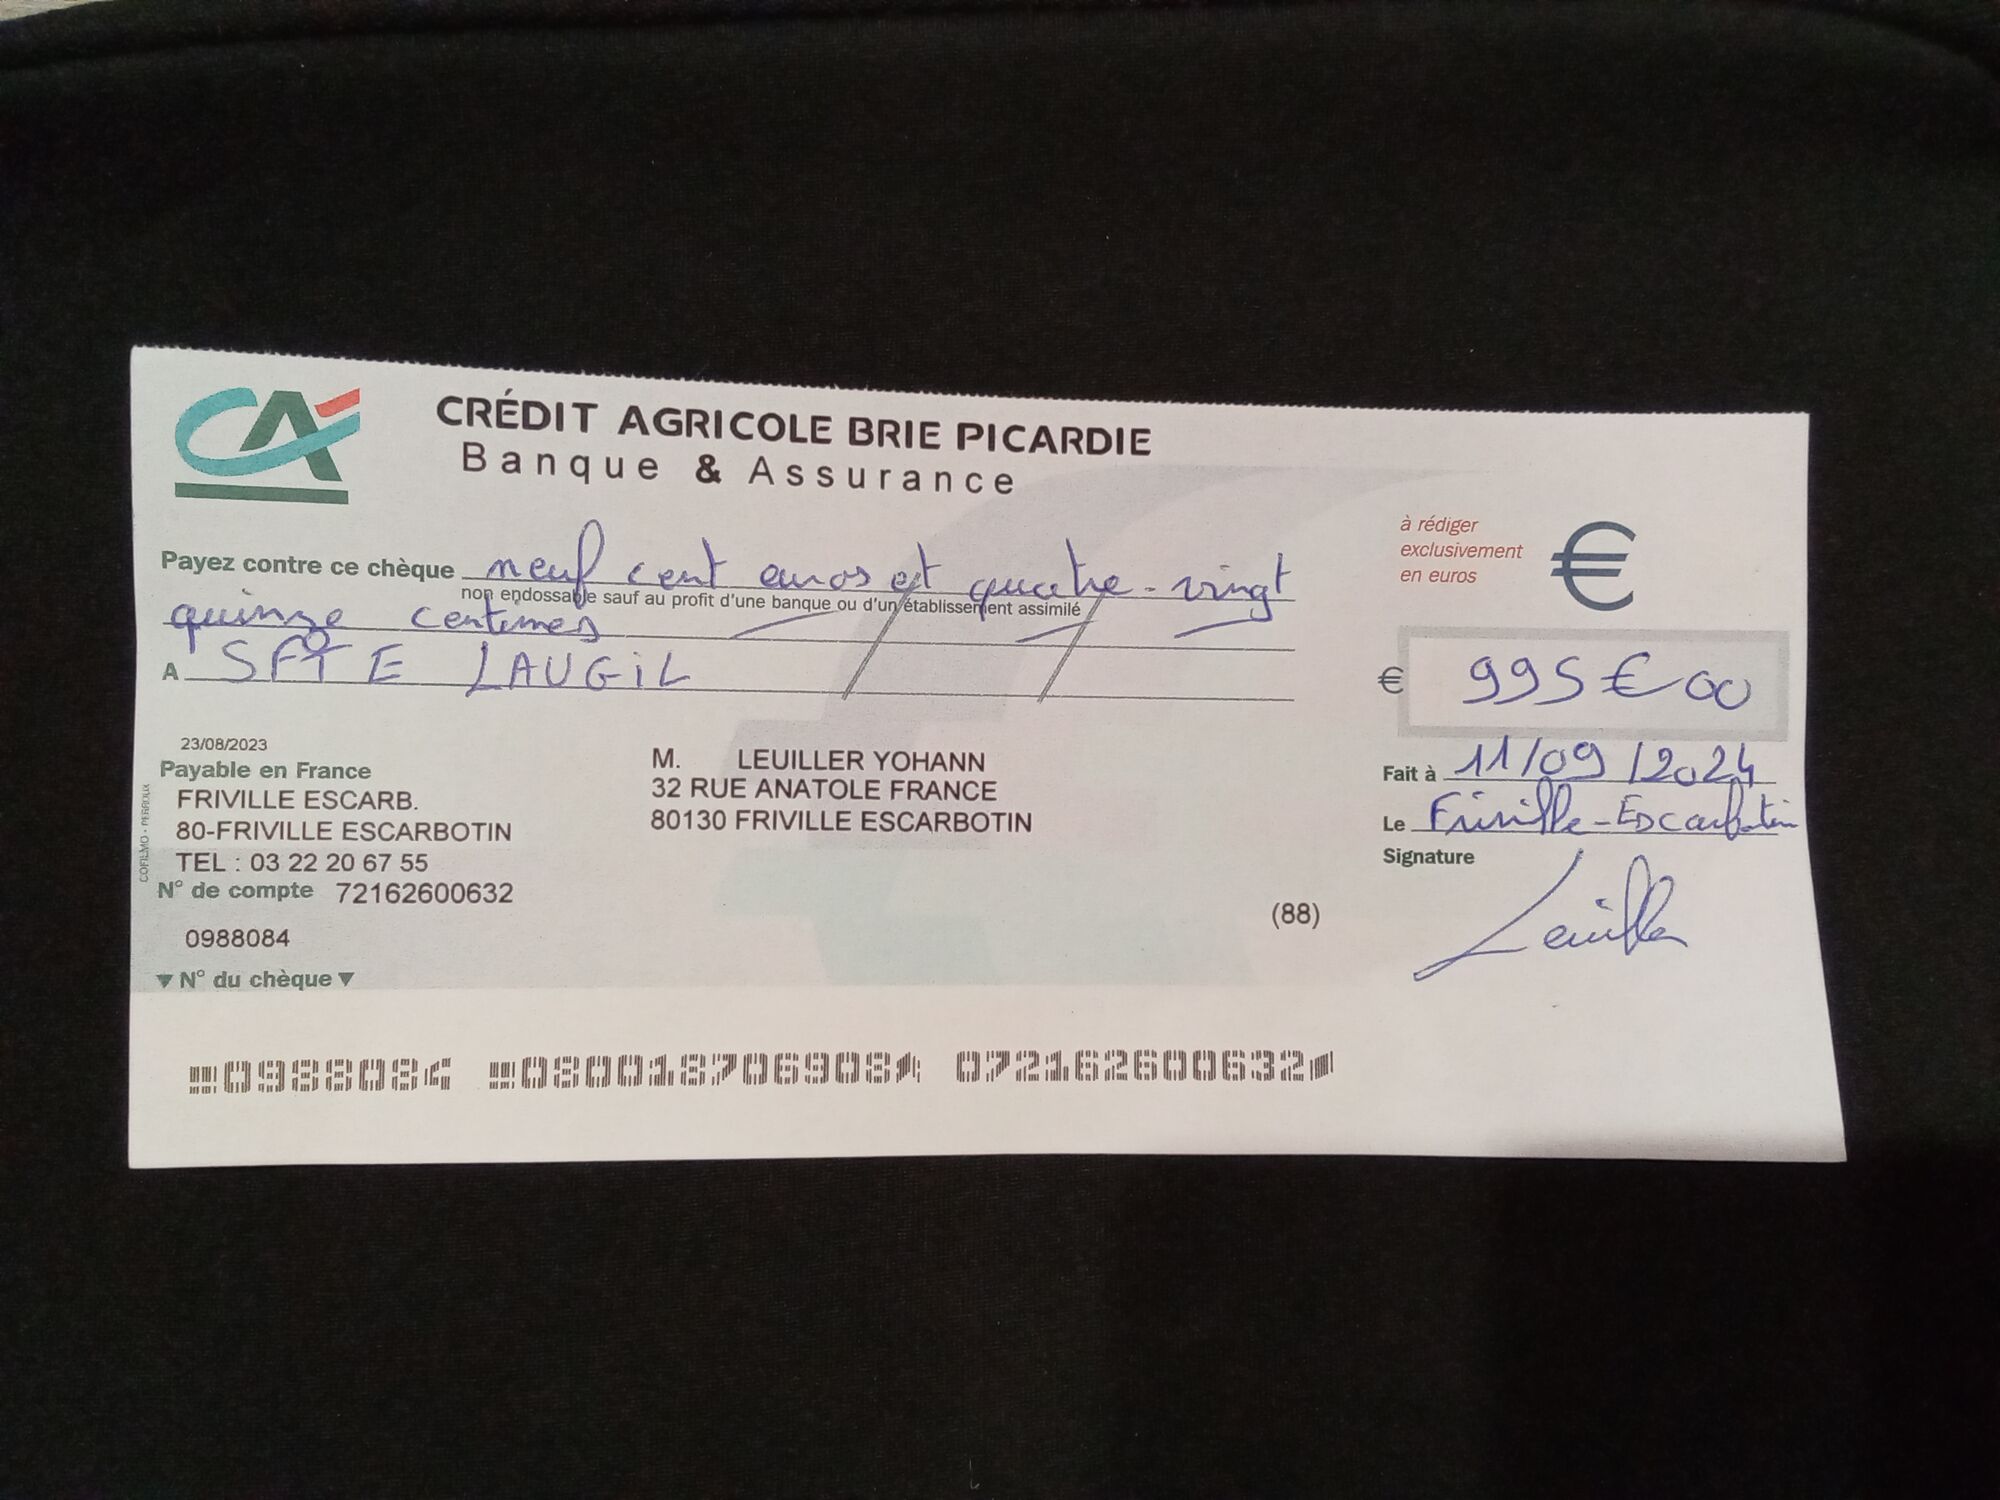 CA
CRÉDIT AGRICOLE BRIE PICARDIE
Banque & Assurance
à rédiger
exclusivement
en euros
€
Payez contre ce chèque neuf cent euros et quatre-vingt
non endossable sauf au profit d'une banque ou d'un établissement assimilé
quinze centimes
A SFTE LAUGIL
€ 995 € 00
23/08/2023
Payable en France
FRIVILLE ESCARB.
80-FRIVILLE ESCARBOTIN
TEL : 03 22 20 67 55
N° de compte 72162600632
0988084
▼ N° du chèque ▼
COFILMO - PERROUX
M. LEUILLER YOHANN
32 RUE ANATOLE FRANCE
80130 FRIVILLE ESCARBOTIN
(88)
Fait à 11/09/2024
Le Friville-Escarbotin
Signature
Leuiller
0988084 080018706908 072162600632